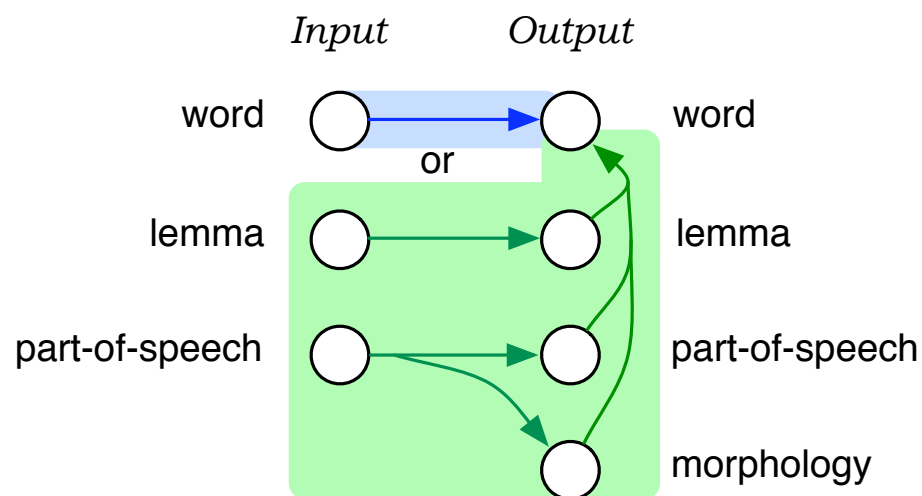 Input Output
word word
or
lemma lemma
part-of-speech part-of-speech
morphology